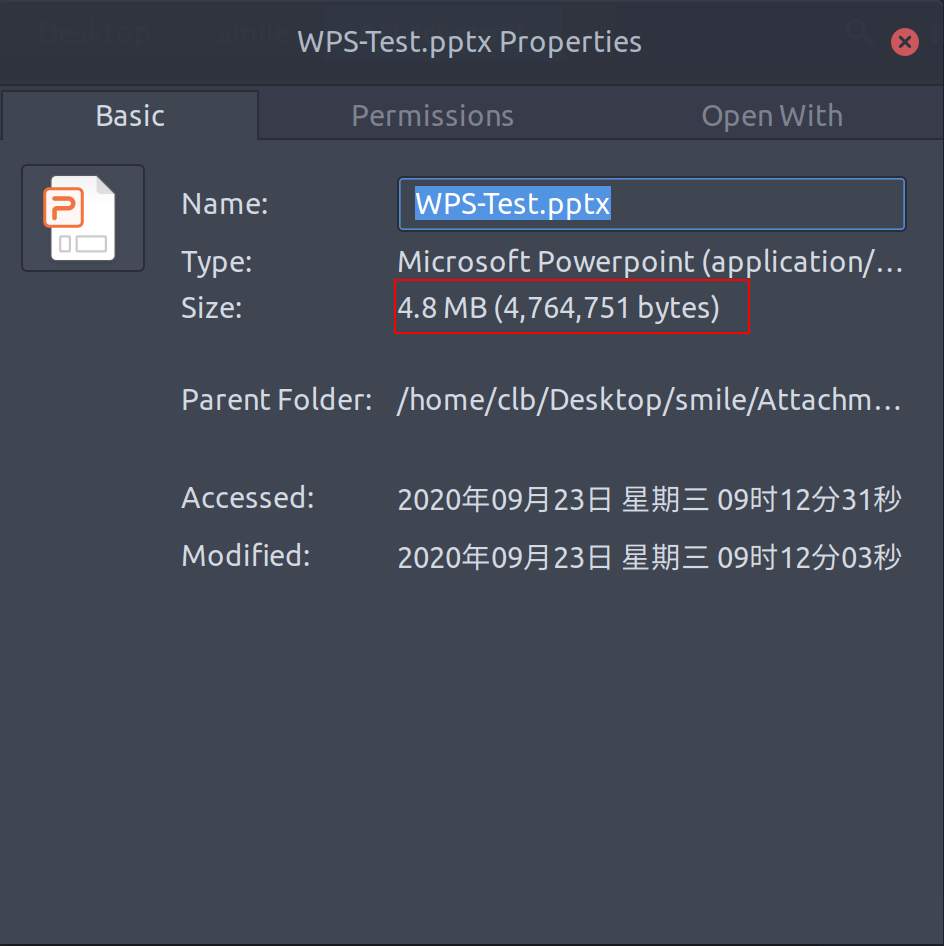 Desktop smile
WPS-Test.pptx Properties
Basic Permissions Open With
P
Name: WPS-Test.pptx
Type: Microsoft Powerpoint (application/…
Size: 4.8 MB (4,764,751 bytes)
Parent Folder: /home/clb/Desktop/smile/Attachm…
Accessed: 2020年09月23日 星期三 09时12分31秒
Modified: 2020年09月23日 星期三 09时12分03秒